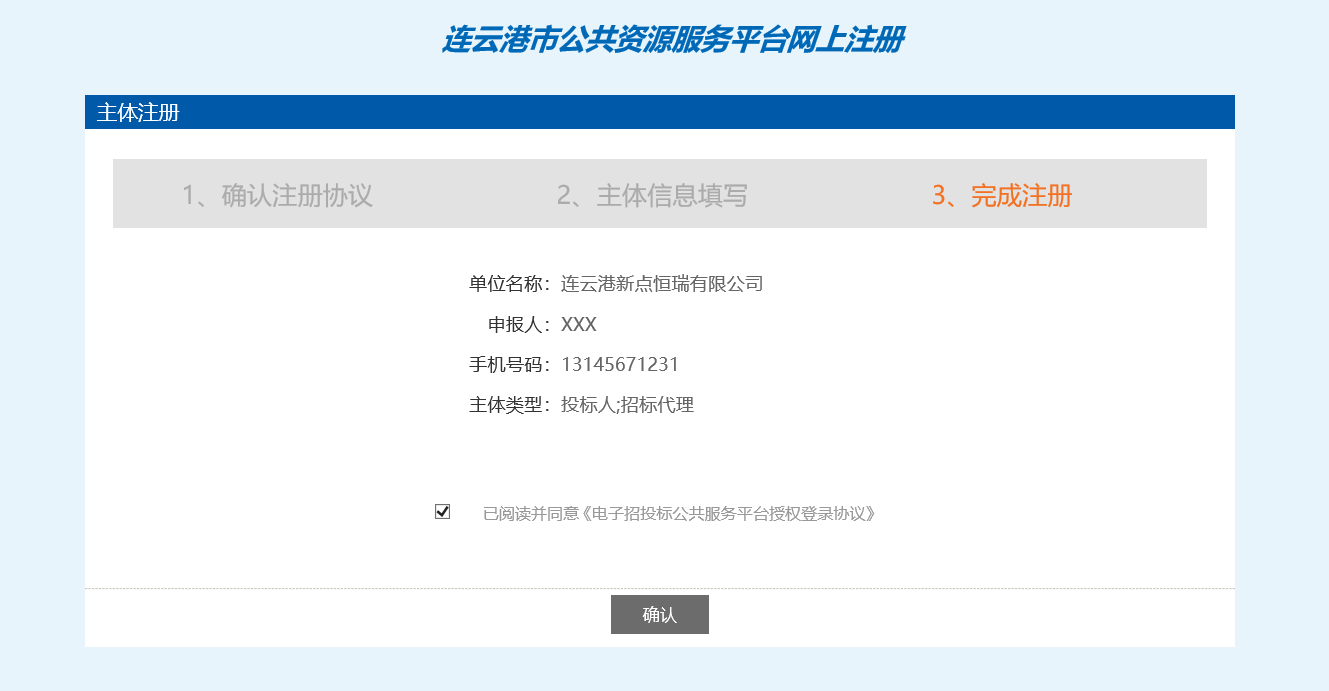 连云港市公共资源服务平台网上注册
主体注册
1、确认注册协议 2、主体信息填写 3、完成注册
单位名称：连云港新点恒瑞有限公司
申报人：XXX
手机号码：13145671231
主体类型：投标人;招标代理
已阅读并同意《电子招投标公共服务平台授权登录协议》
确认